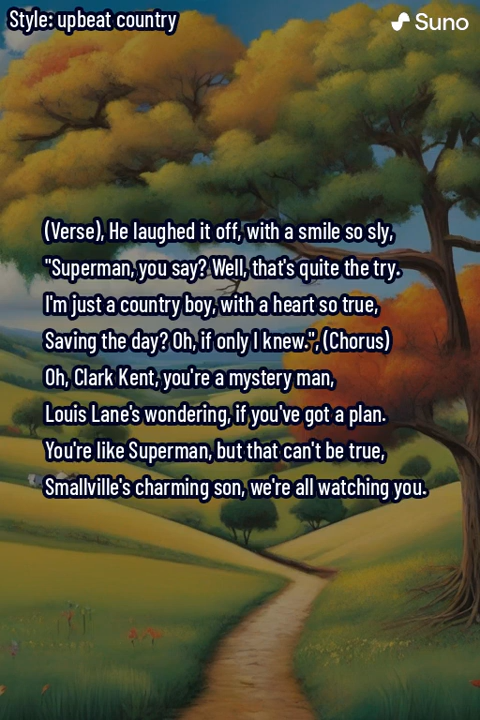 Style: upbeat country
Suno
(Verse), He laughed it off, with a smile so sly,
"Superman, you say? Well, that's quite the try.
I'm just a country boy, with a heart so true,
Saving the day? Oh, if only I knew.", (Chorus)
Oh, Clark Kent, you're a mystery man,
Louis Lane's wondering, if you've got a plan.
You're like Superman, but that can't be true,
Smallville's charming son, we're all watching you.